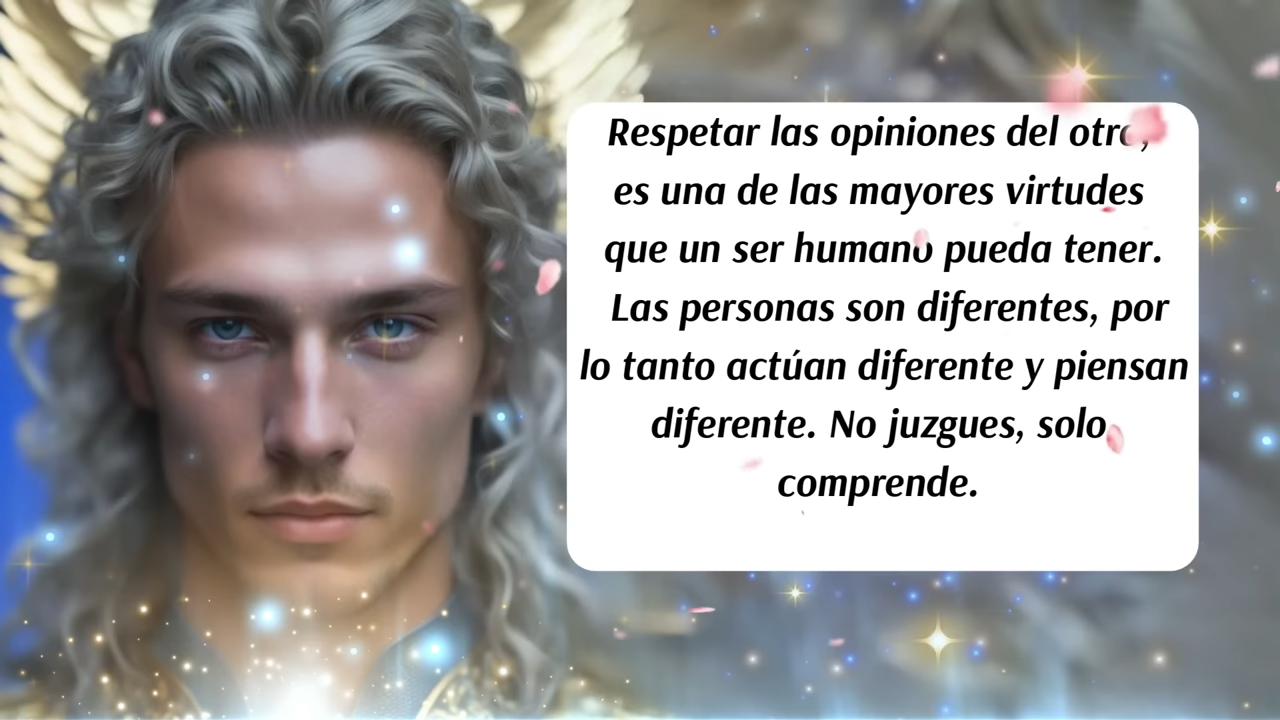 Respetar las opiniones del otro,
es una de las mayores virtudes
que un ser humano pueda tener.
Las personas son diferentes, por
lo tanto actúan diferente y piensan
diferente. No juzgues, solo
comprende.